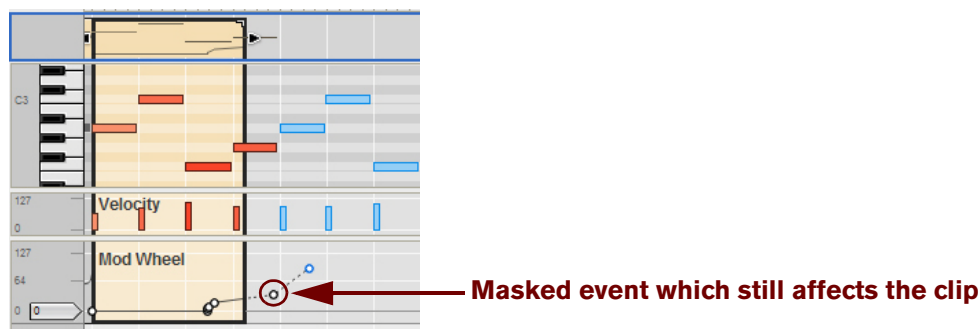 C3
127
Velocity
0
127
Mod Wheel
64
0 0
Masked event which still affects the clip